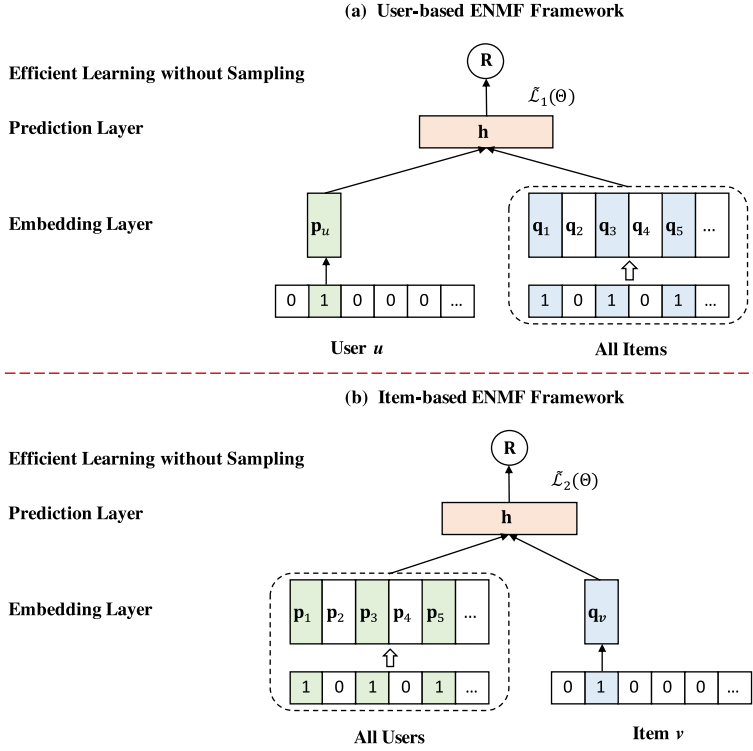 (a) User-based ENMF Framework
R
Efficient Learning without Sampling
ℒ̃₁(Θ)
Prediction Layer
h
Embedding Layer
p_u
q₁ q₂ q₃ q₄ q₅ ...
0 1 0 0 0 ...
1 0 1 0 1 ...
User u
All Items
(b) Item-based ENMF Framework
R
Efficient Learning without Sampling
ℒ̃₂(Θ)
Prediction Layer
h
Embedding Layer
p₁ p₂ p₃ p₄ p₅ ...
q_v
1 0 1 0 1 ...
0 1 0 0 0 ...
All Users
Item v